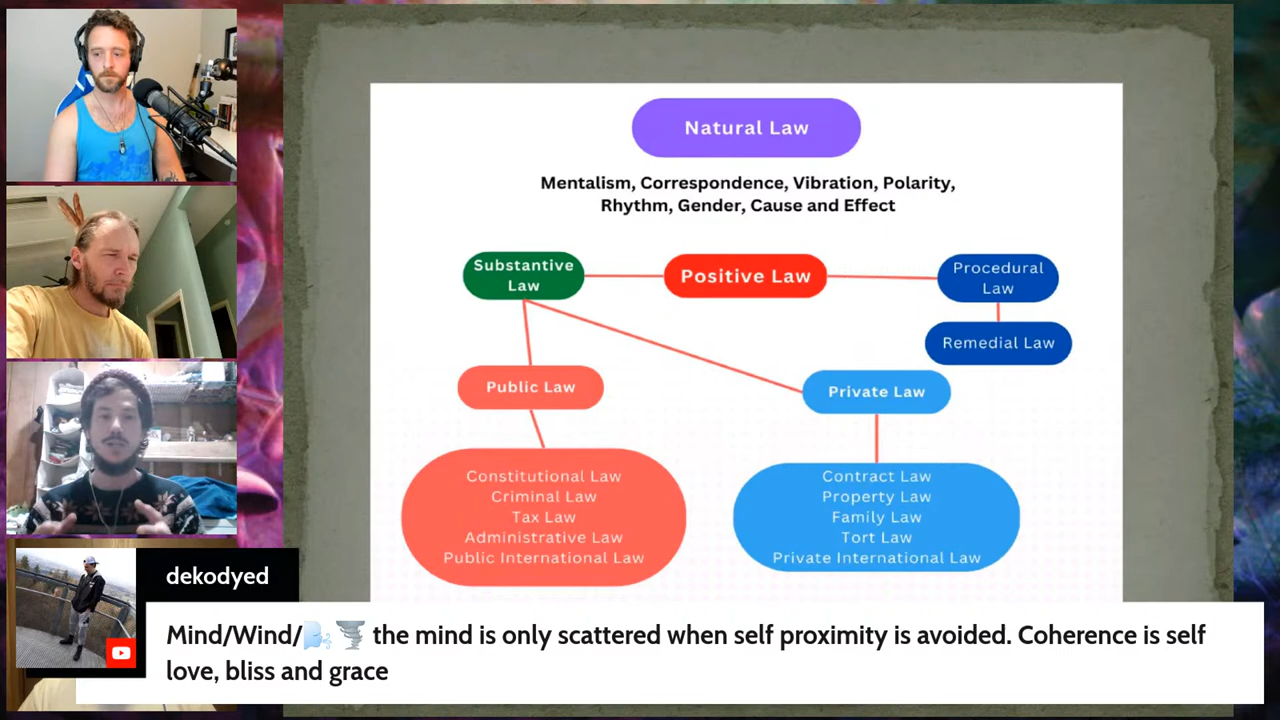 Natural Law
Mentalism, Correspondence, Vibration, Polarity,
Rhythm, Gender, Cause and Effect
Substantive
Law
Positive Law
Procedural
Law
Remedial Law
Public Law
Private Law
Constitutional Law
Criminal Law
Tax Law
Administrative Law
Public International Law
Contract Law
Property Law
Family Law
Tort Law
Private International Law
dekodyed
Mind/Wind/🌬️🌪️ the mind is only scattered when self proximity is avoided. Coherence is self
love, bliss and grace